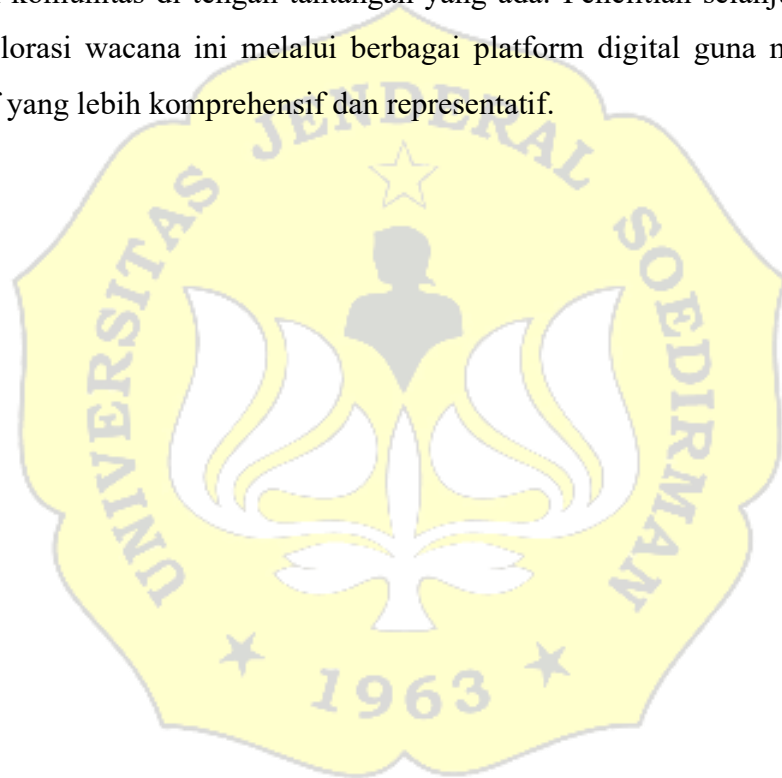 komunitas di tengah tantangan yang ada. Penelitian selanj
lorasi wacana ini melalui berbagai platform digital guna
yang lebih komprehensif dan representatif.
UNIVERSITAS JENDERAL SOEDIRMAN
1963